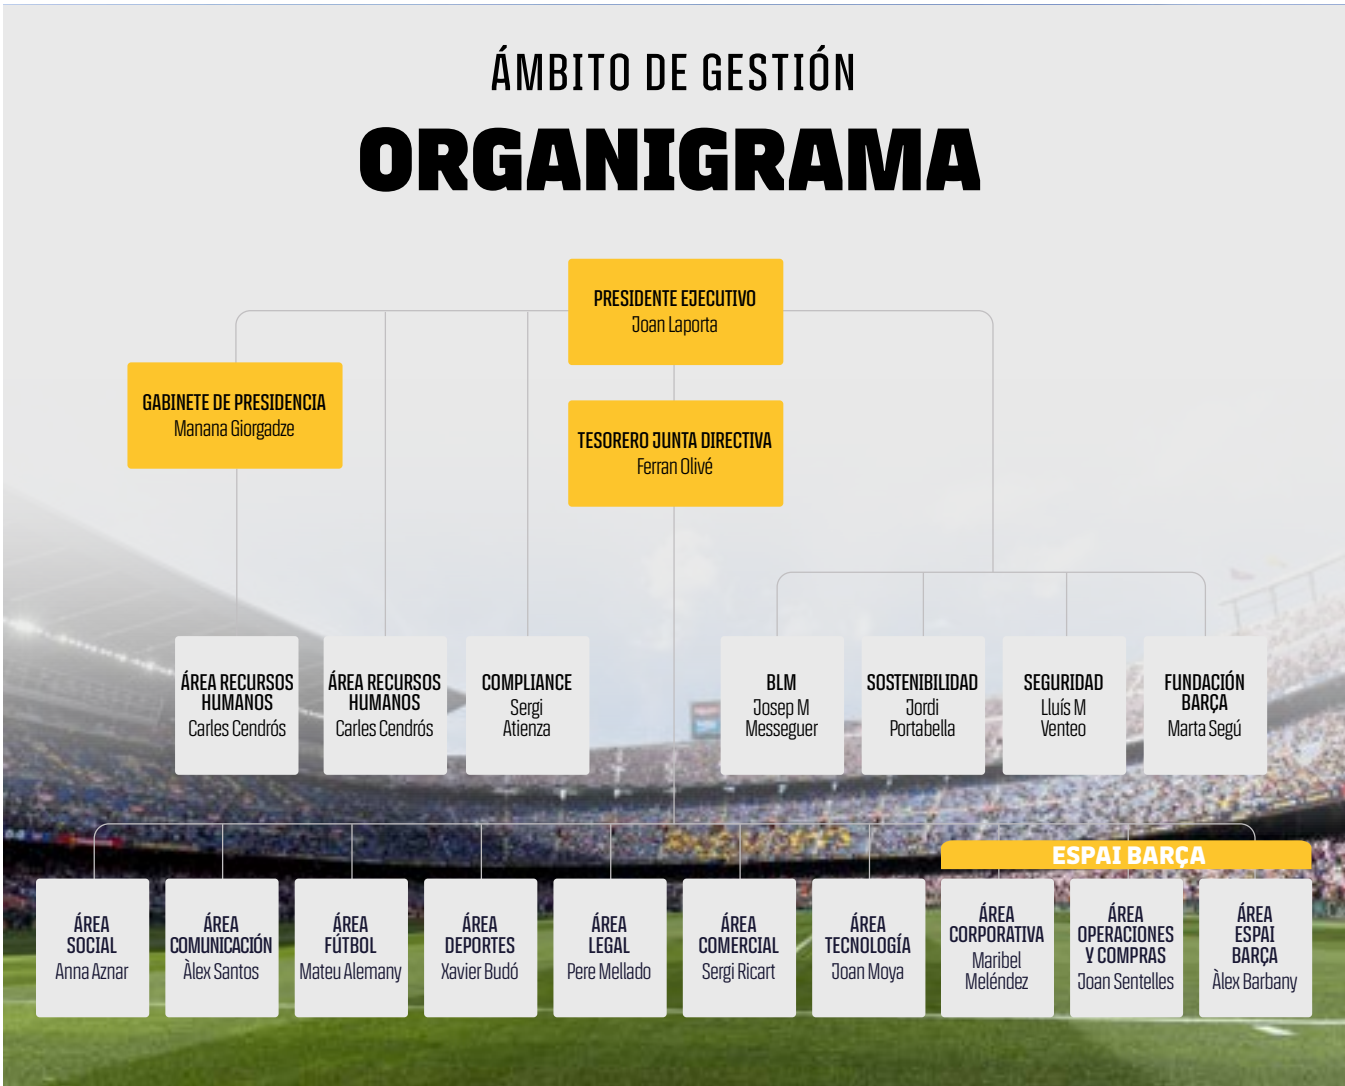 ÁMBITO DE GESTIÓN
ORGANIGRAMA
PRESIDENTE EJECUTIVO
Joan Laporta
GABINETE DE PRESIDENCIA
Manana Giorgadze
TESORERO JUNTA DIRECTIVA
Ferran Olivé
ÁREA RECURSOS
HUMANOS
Carles Cendrós
ÁREA RECURSOS
HUMANOS
Carles Cendrós
COMPLIANCE
Sergi
Atienza
BLM
Josep M
Messeguer
SOSTENIBILIDAD
Jordi
Portabella
SEGURIDAD
Lluís M
Venteo
FUNDACIÓN
BARÇA
Marta Segú
ESPAI BARÇA
ÁREA
SOCIAL
Anna Aznar
ÁREA
COMUNICACIÓN
Àlex Santos
ÁREA
FÚTBOL
Mateu Alemany
ÁREA
DEPORTES
Xavier Budó
ÁREA
LEGAL
Pere Mellado
ÁREA
COMERCIAL
Sergi Ricart
ÁREA
TECNOLOGÍA
Joan Moya
ÁREA
CORPORATIVA
Maribel
Meléndez
ÁREA
OPERACIONES
Y COMPRAS
Joan Sentelles
ÁREA
ESPAI
BARÇA
Àlex Barbany